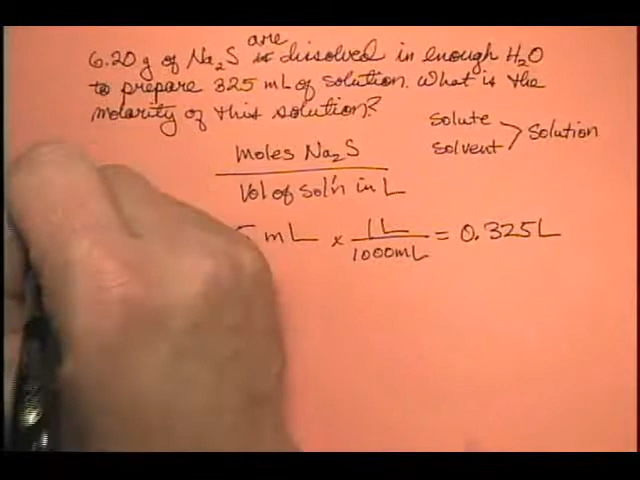 6.20 g of Na₂S are dissolved in enough H₂O
to prepare 325 mL of solution. What is the
molarity of this solution?
solute
solvent > Solution
moles Na₂S
Vol of sol'n in L
5 mL x 1L / 1000mL = 0.325L